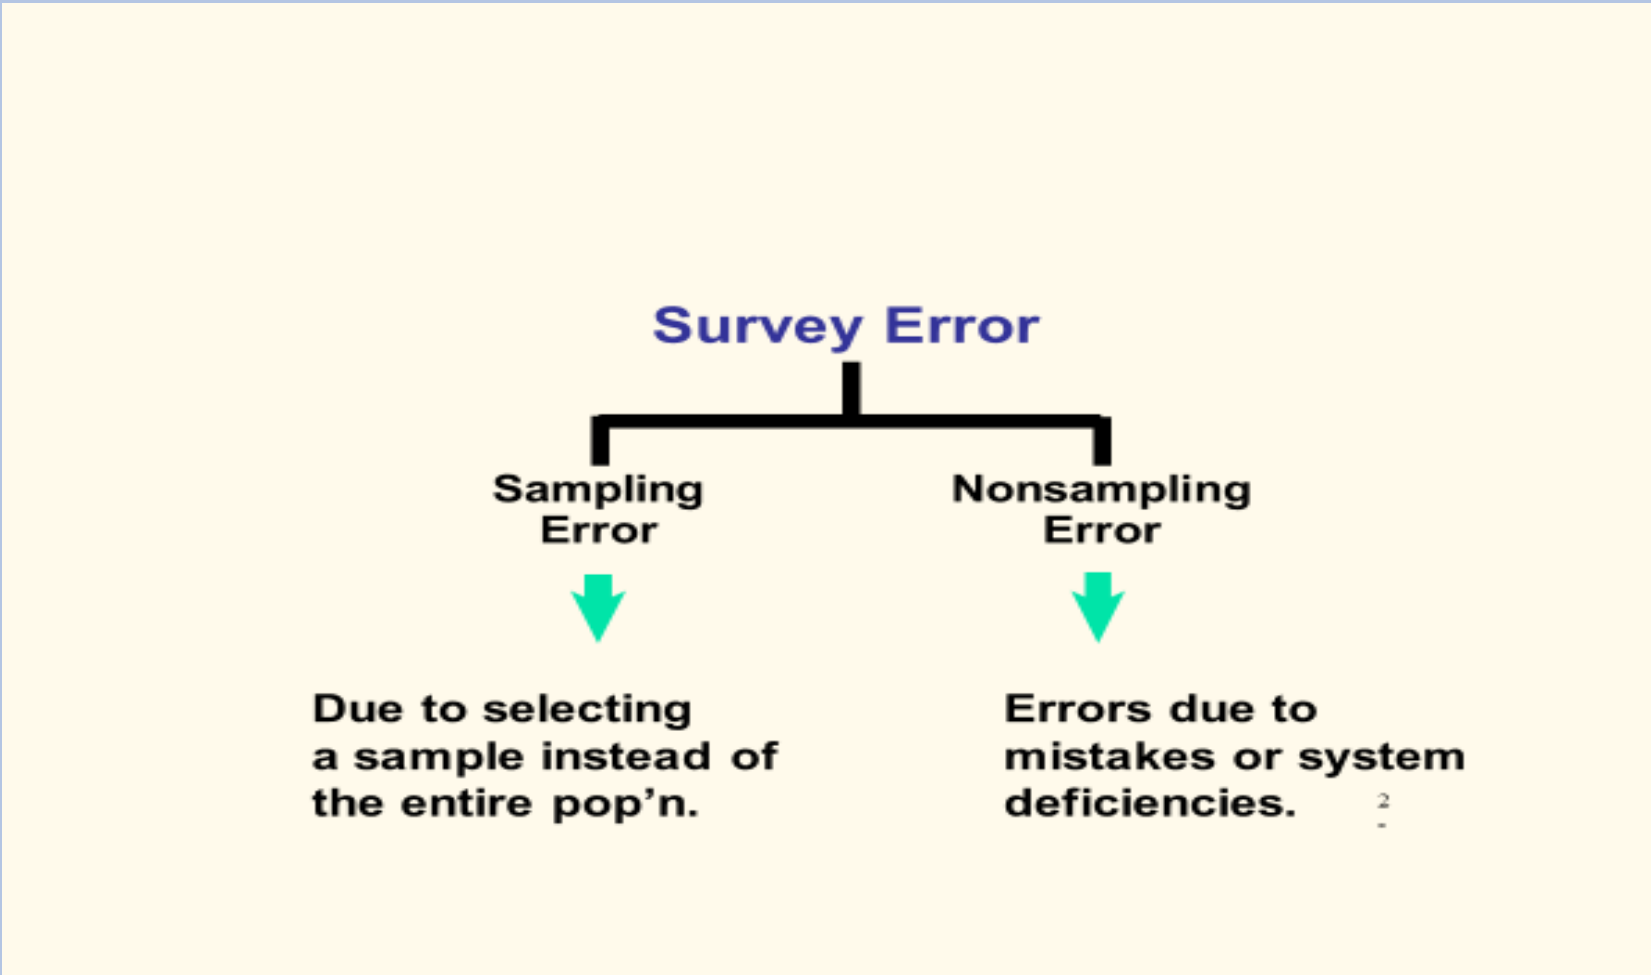 Survey Error
Sampling
Error
Nonsampling
Error
Due to selecting
a sample instead of
the entire pop’n.
Errors due to
mistakes or system
deficiencies.
2
-